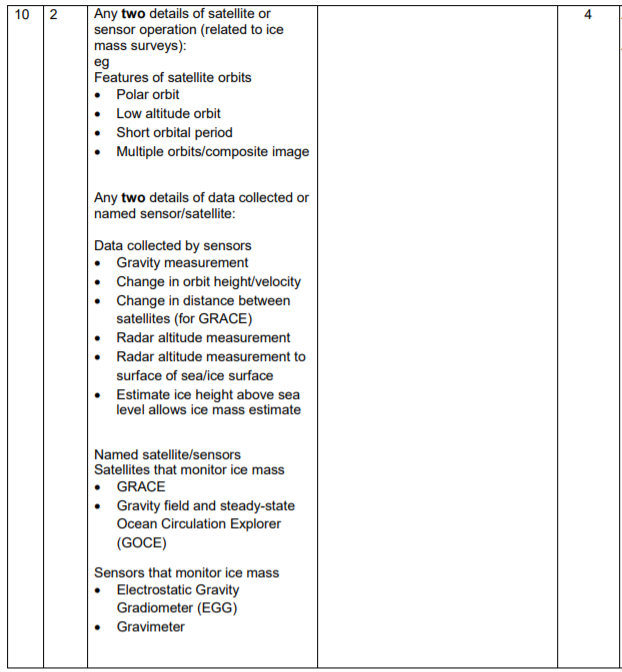 10 2 Any two details of satellite or 4
sensor operation (related to ice
mass surveys):
eg
Features of satellite orbits
• Polar orbit
• Low altitude orbit
• Short orbital period
• Multiple orbits/composite image
Any two details of data collected or
named sensor/satellite:
Data collected by sensors
• Gravity measurement
• Change in orbit height/velocity
• Change in distance between
satellites (for GRACE)
• Radar altitude measurement
• Radar altitude measurement to
surface of sea/ice surface
• Estimate ice height above sea
level allows ice mass estimate
Named satellite/sensors
Satellites that monitor ice mass
• GRACE
• Gravity field and steady-state
Ocean Circulation Explorer
(GOCE)
Sensors that monitor ice mass
• Electrostatic Gravity
Gradiometer (EGG)
• Gravimeter